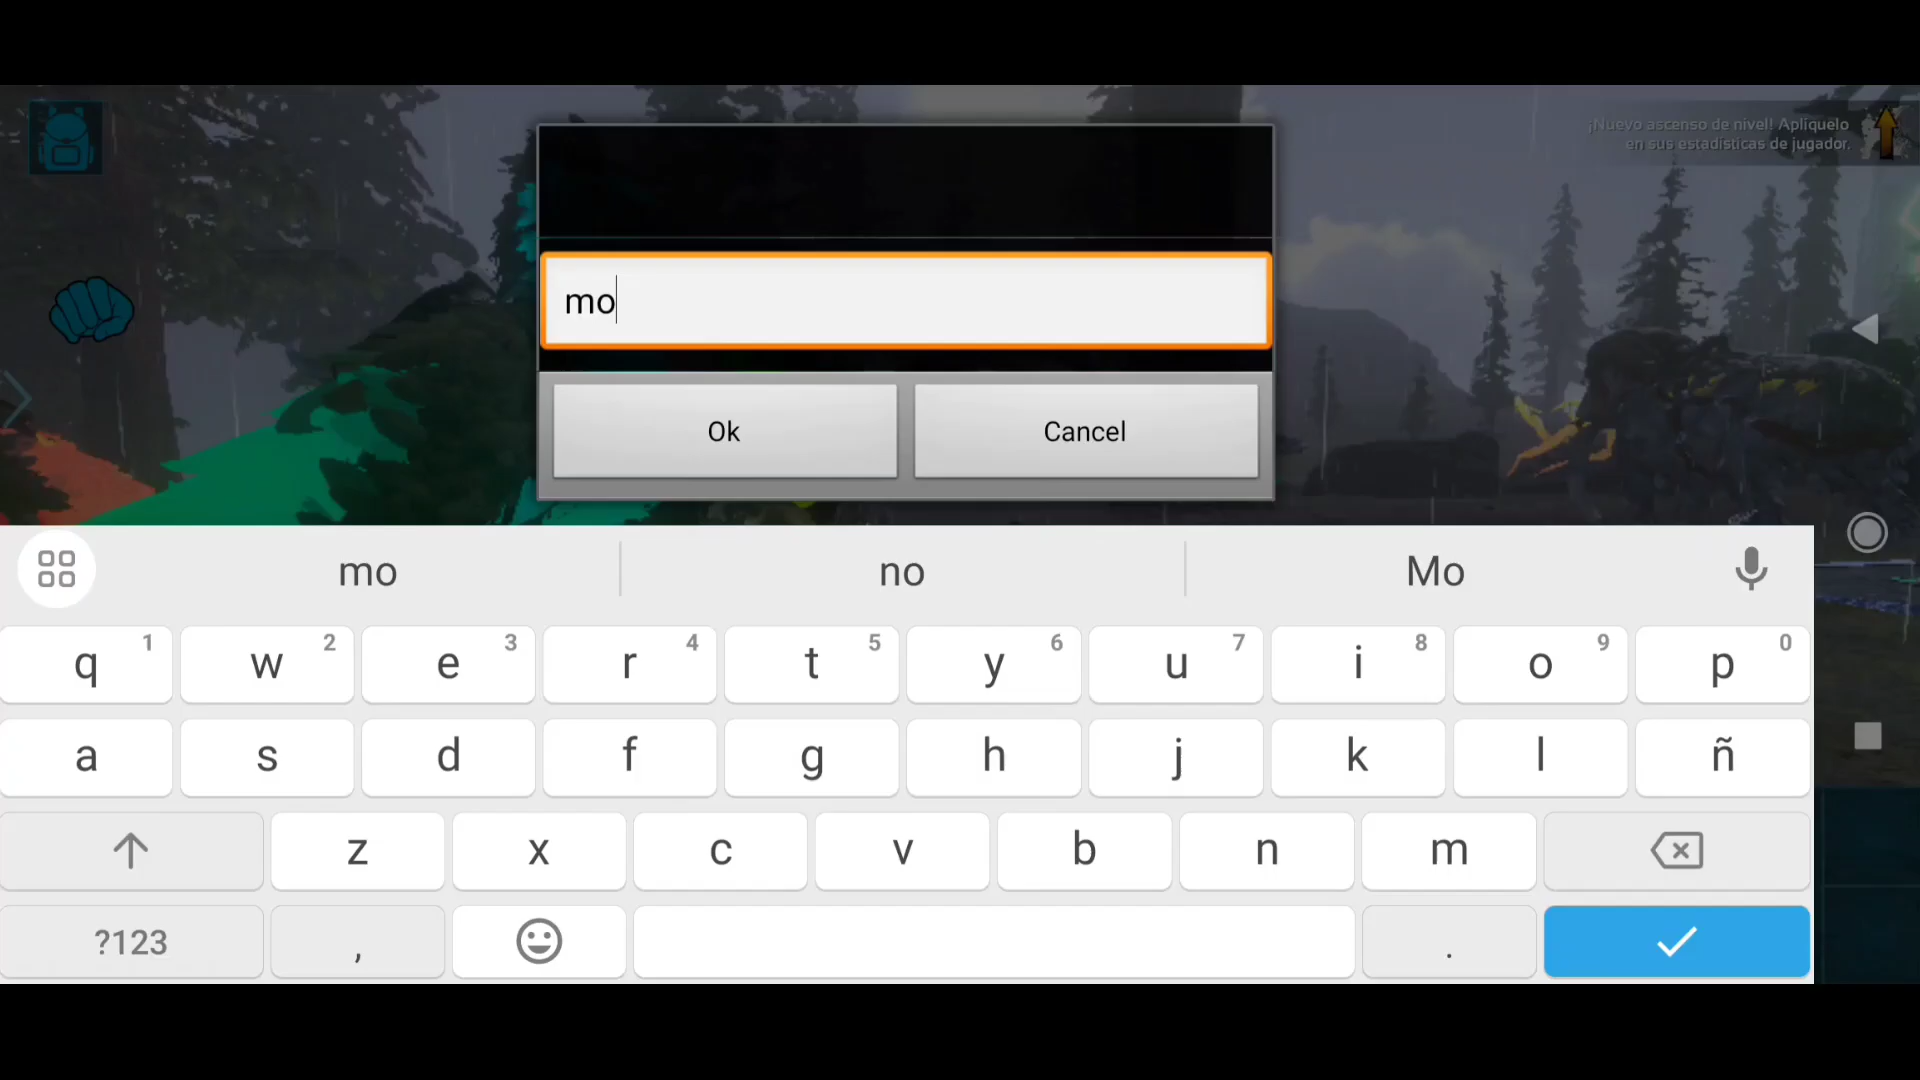 ¡Nuevo ascenso de nivel! Apliquelo
en sus estadísticas de jugador.
mo
Ok Cancel
mo no Mo
q 1 w 2 e 3 r 4 t 5 y 6 u 7 i 8 o 9 p 0
a s d f g h j k l ñ
z x c v b n m
?123 , .